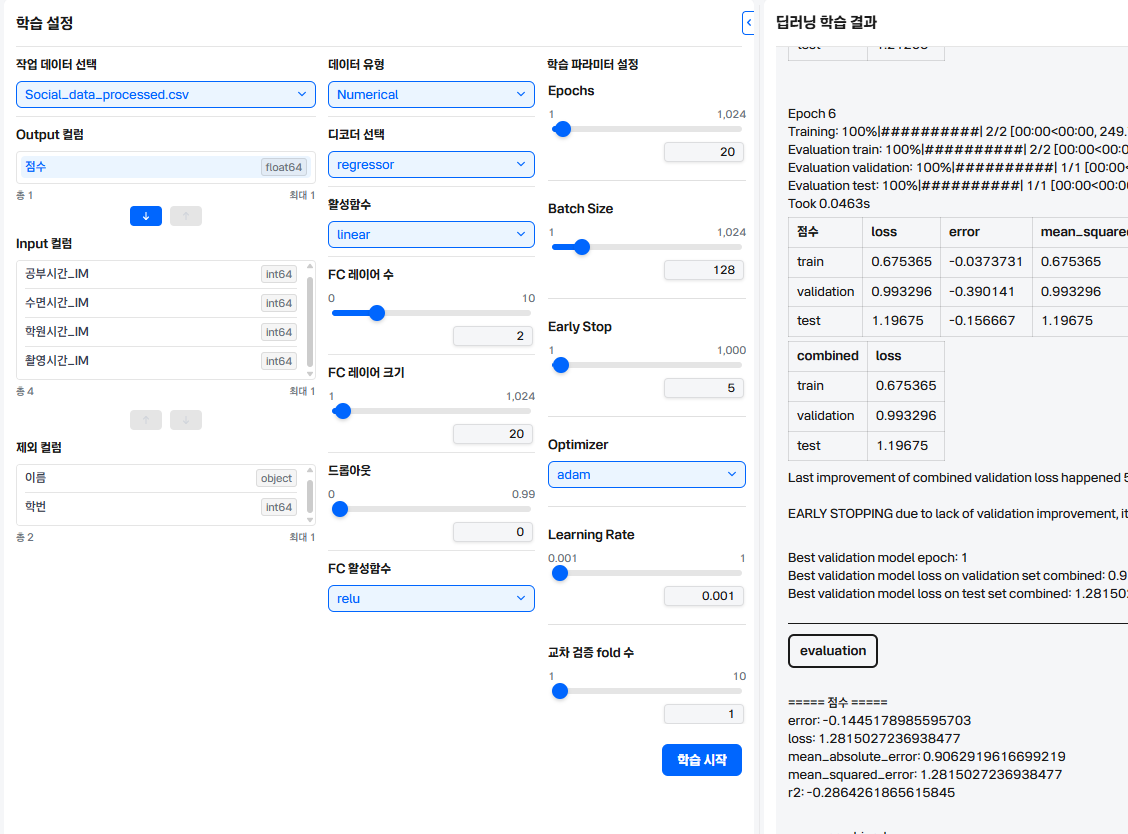 학습 설정
작업 데이터 선택
Social_data_processed.csv
Output 컬럼
점수 float64
총 1 최대 1
Input 컬럼
공부시간_IM int64
수면시간_IM int64
학원시간_IM int64
촬영시간_IM int64
총 4 최대 1
제외 컬럼
이름 object
학번 int64
총 2 최대 1
데이터 유형
Numerical
디코더 선택
regressor
활성함수
linear
FC 레이어 수
0 10
2
FC 레이어 크기
1 1,024
20
드롭아웃
0 0.99
0
FC 활성함수
relu
학습 파라미터 설정
Epochs
1 1,024
20
Batch Size
1 1,024
128
Early Stop
1 1,000
5
Optimizer
adam
Learning Rate
0.001 1
0.001
교차 검증 fold 수
1 10
1
학습 시작
딥러닝 학습 결과
Epoch 6
Training: 100%|##########| 2/2 [00:00<00:00, 249.
Evaluation train: 100%|##########| 2/2 [00:00<00:0
Evaluation validation: 100%|##########| 1/1 [00:00<
Evaluation test: 100%|##########| 1/1 [00:00<00:0
Took 0.0463s
점수 loss error mean_squared
train 0.675365 -0.0373731 0.675365
validation 0.993296 -0.390141 0.993296
test 1.19675 -0.156667 1.19675
combined loss
train 0.675365
validation 0.993296
test 1.19675
Last improvement of combined validation loss happened 5
EARLY STOPPING due to lack of validation improvement, it
Best validation model epoch: 1
Best validation model loss on validation set combined: 0.9
Best validation model loss on test set combined: 1.281502
evaluation
===== 점수 =====
error: -0.1445178985595703
loss: 1.2815027236938477
mean_absolute_error: 0.9062919616699219
mean_squared_error: 1.2815027236938477
r2: -0.2864261865615845